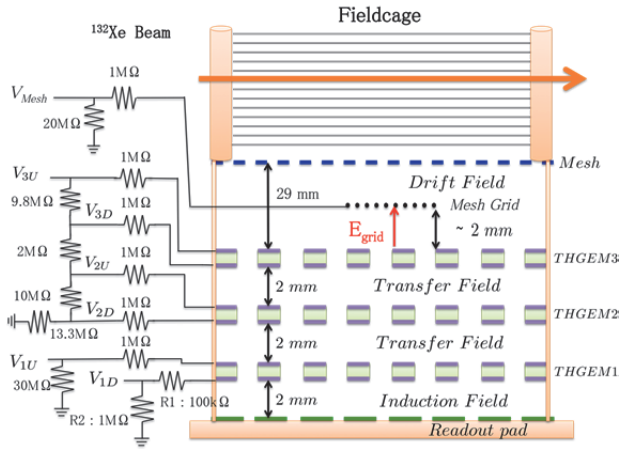 Fieldcage
¹³²Xe Beam
1MΩ
V_Mesh
20MΩ
Mesh
V_3U
1MΩ
Drift Field
29 mm
Mesh Grid
9.8MΩ
V_3D
1MΩ
E_grid
~ 2 mm
2MΩ
V_2U
1MΩ
THGEM3
2 mm
Transfer Field
10MΩ
V_2D
1MΩ
THGEM2
13.3MΩ
2 mm
Transfer Field
V_1U
1MΩ
THGEM1
30MΩ
V_1D
R1 : 100kΩ
2 mm
Induction Field
R2 : 1MΩ
Readout pad